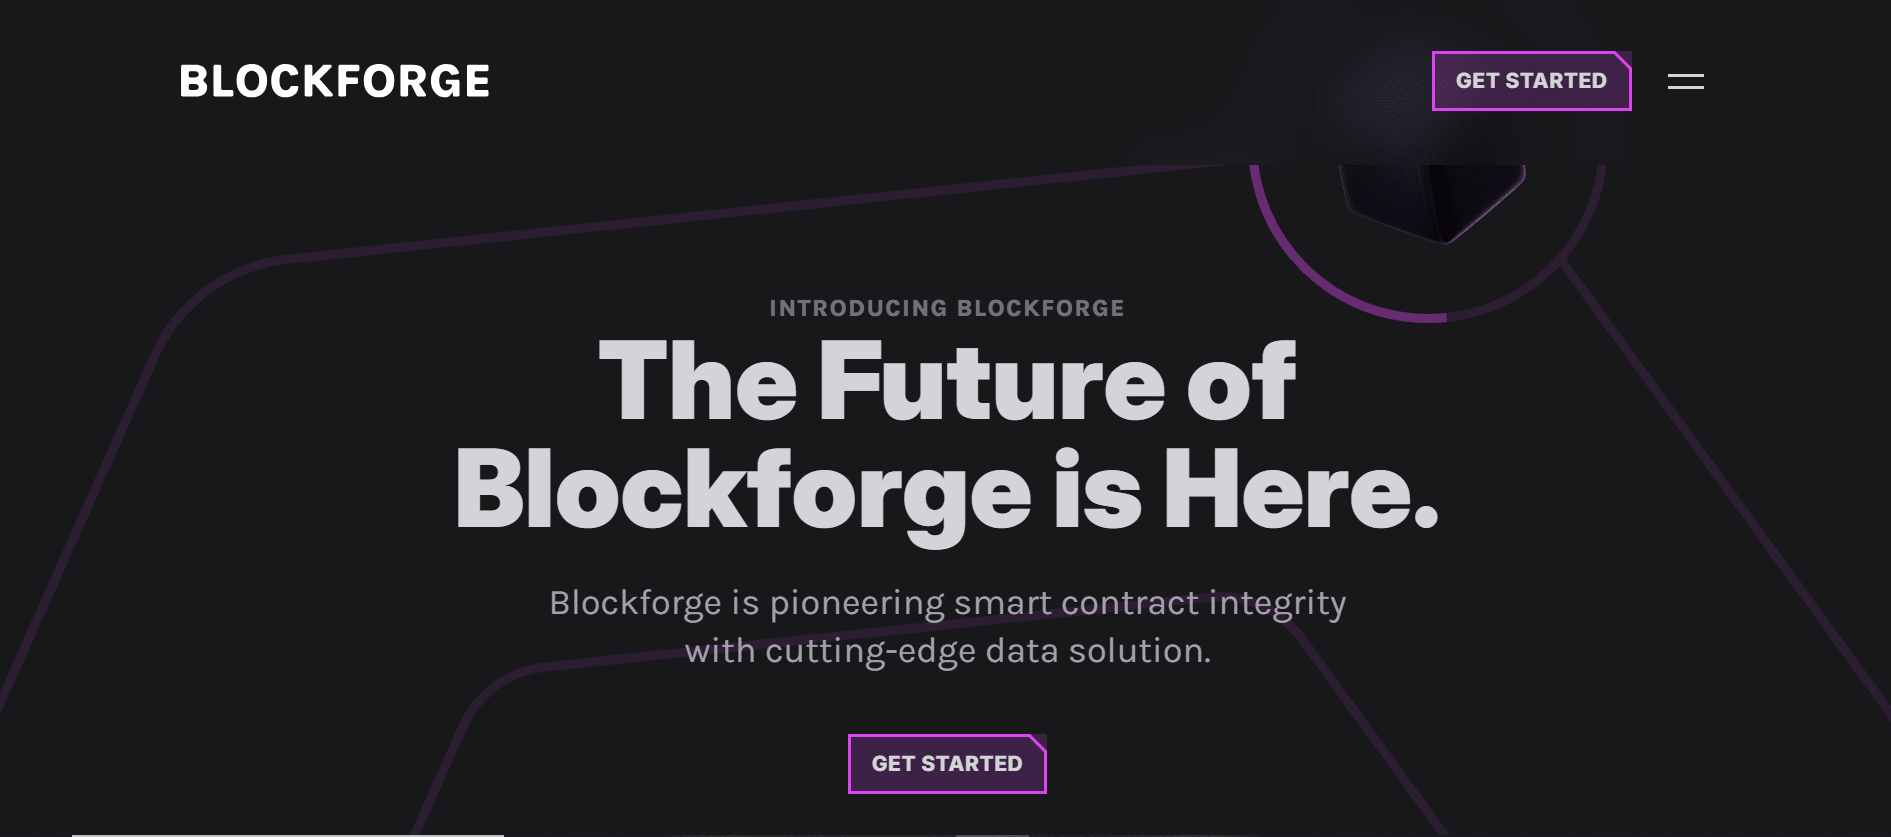 BLOCKFORGE
GET STARTED
INTRODUCING BLOCKFORGE
The Future of
Blockforge is Here.
Blockforge is pioneering smart contract integrity
with cutting-edge data solution.
GET STARTED